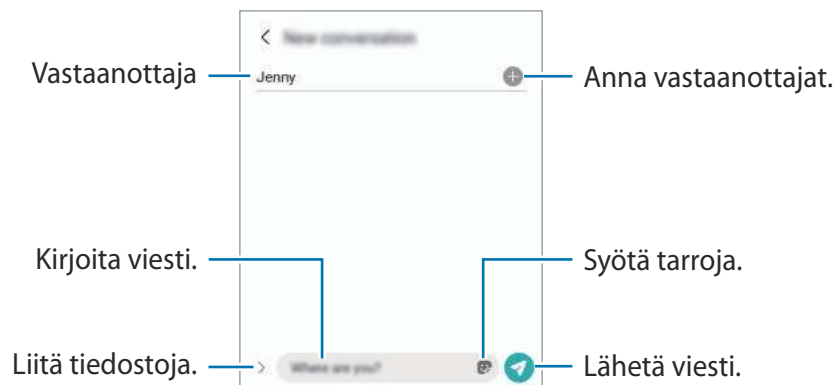 New conversation
Vastaanottaja
Jenny
Anna vastaanottajat.
Kirjoita viesti.
Syötä tarroja.
Liitä tiedostoja.
Where are you?
Lähetä viesti.